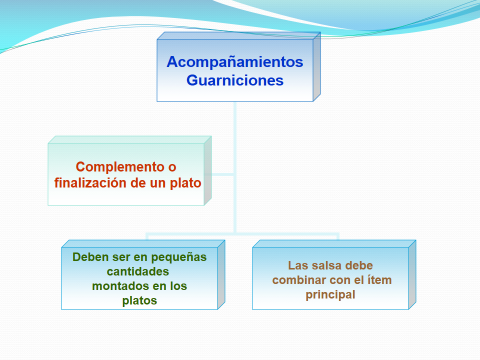 Acompañamientos
Guarniciones
Complemento o
finalización de un plato
Deben ser en pequeñas
cantidades
montados en los
platos
Las salsa debe
combinar con el ítem
principal